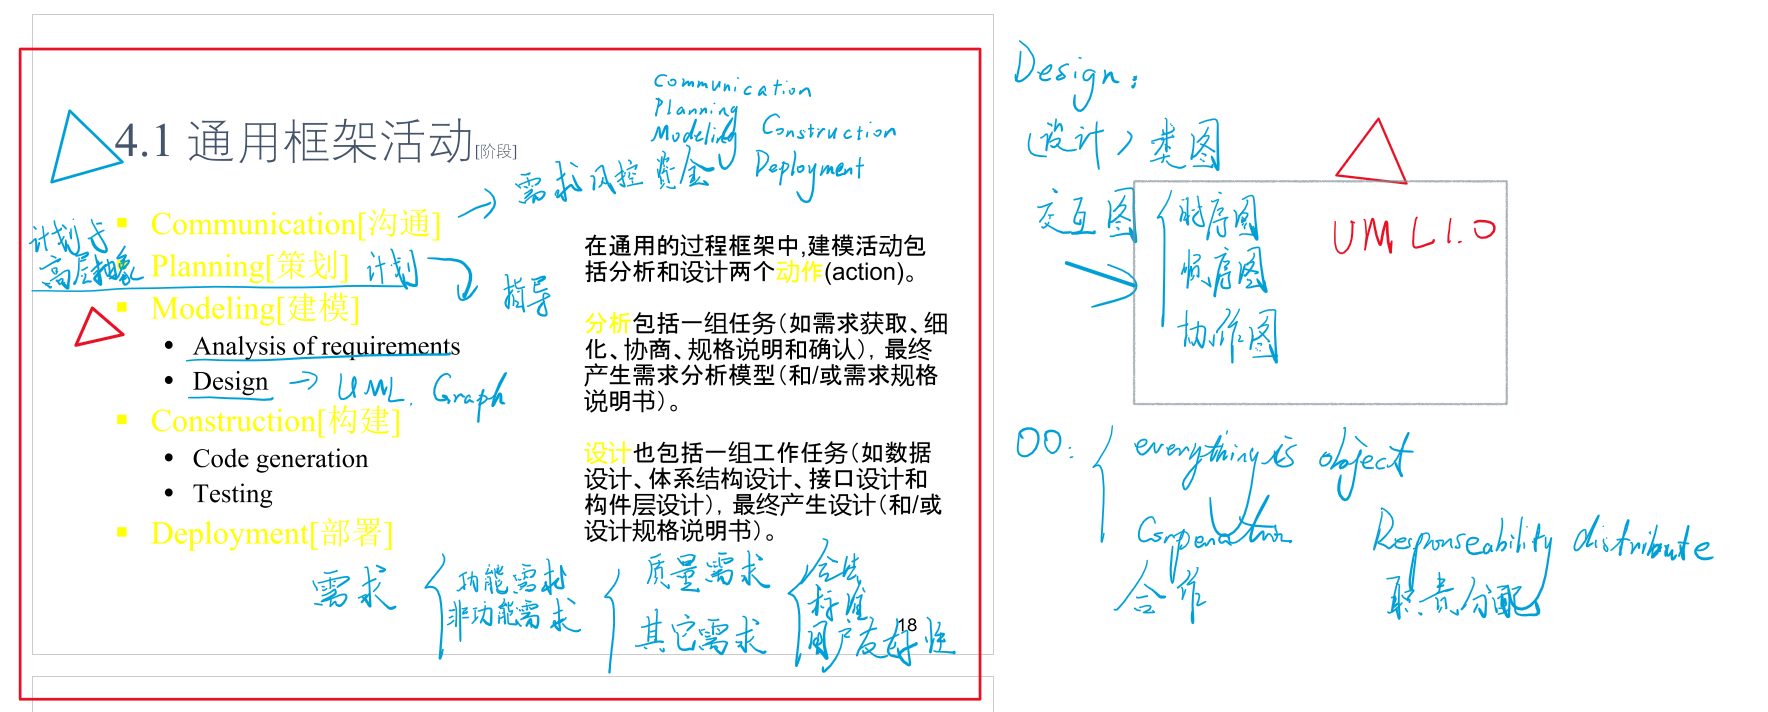 Communication
Planning
Modeling Construction
Deployment
4.1 通用框架活动[阶段]
需求 风控 资金
Communication[沟通]
计划与
高层抽象
Planning[策划] 计划
指导
Modeling[建模]
Analysis of requirements
Design → UML. Graph
Construction[构建]
Code generation
Testing
Deployment[部署]
在通用的过程框架中,建模活动包
括分析和设计两个动作(action)。
分析包括一组任务(如需求获取、细
化、协商、规格说明和确认), 最终
产生需求分析模型(和/或需求规格
说明书)。
设计也包括一组工作任务(如数据
设计、体系结构设计、接口设计和
构件层设计), 最终产生设计(和/或
设计规格说明书)。
需求
功能需求
非功能需求
质量需求
其它需求
合法
标准
用户友好性
18
Design:
(设计) 类图
交互图
时序图
顺序图
协作图
UML1.0
OO:
everything is object
合作
Responseability distribute
职责分配